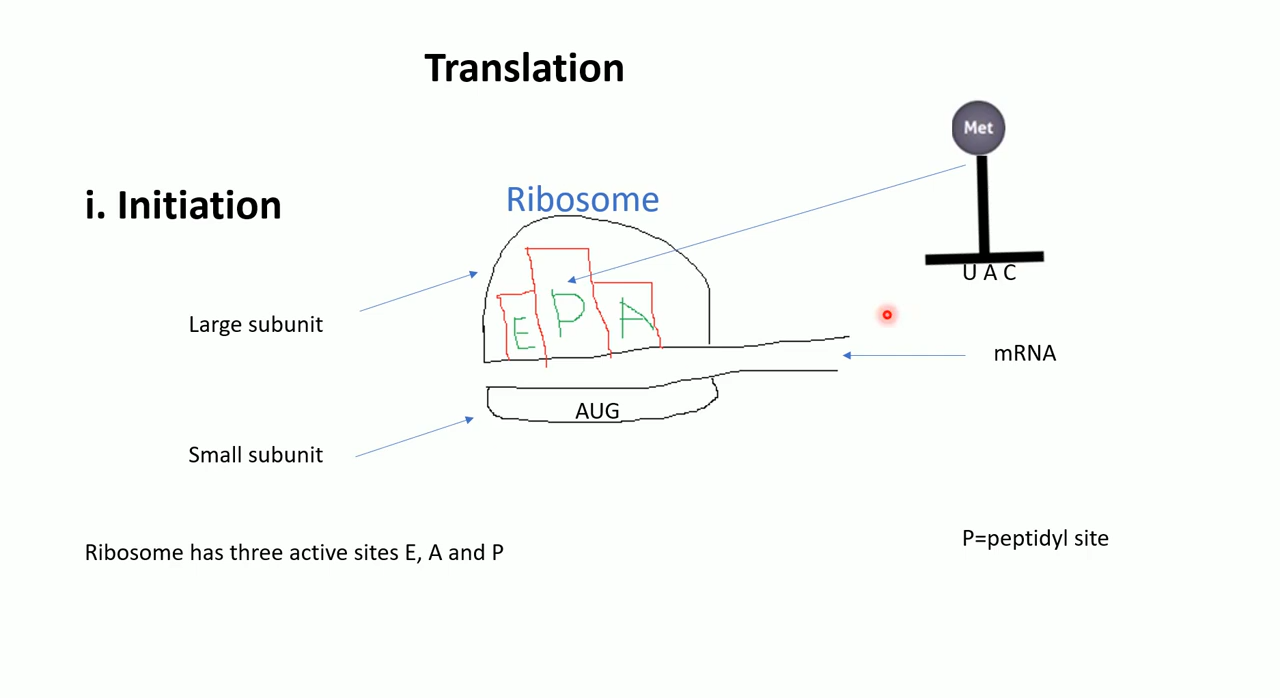 Translation
Met
i. Initiation
Ribosome
U A C
Large subunit
E P A
mRNA
AUG
Small subunit
P=peptidyl site
Ribosome has three active sites E, A and P